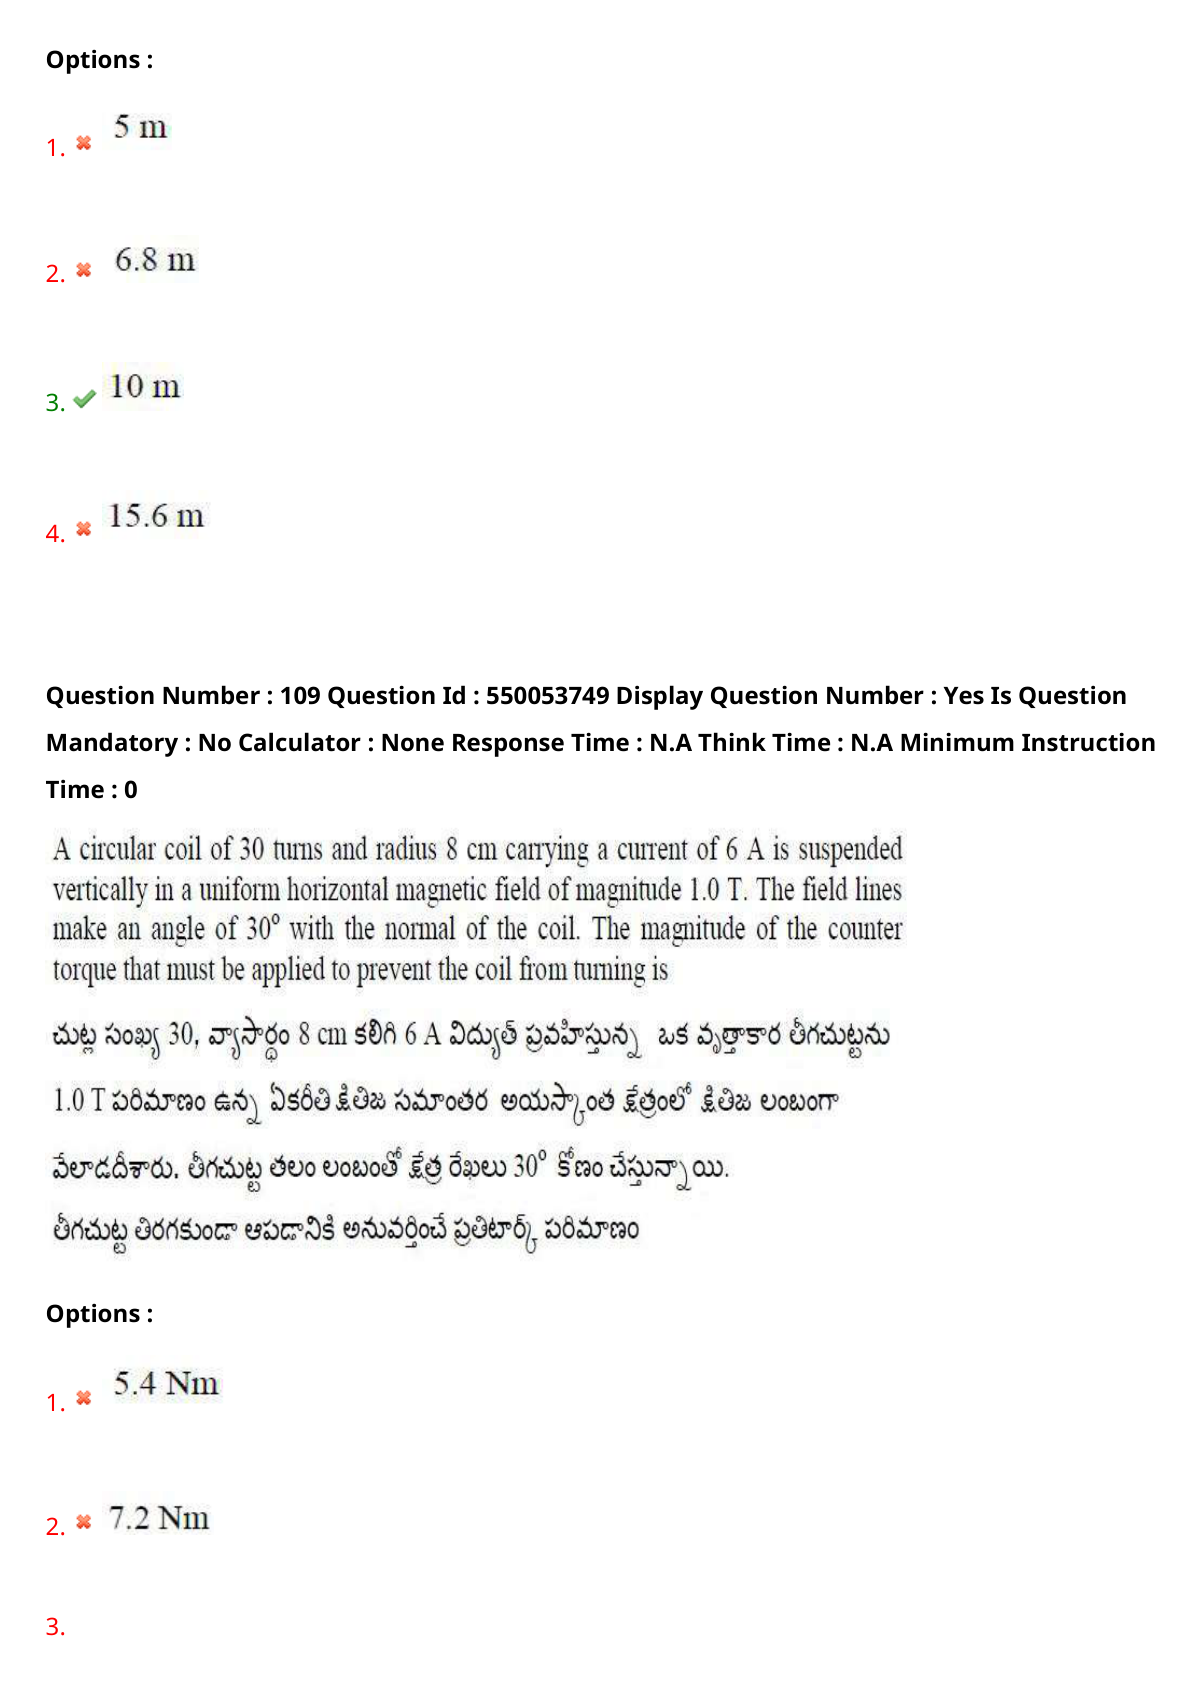 Options :
1. 5 m
2. 6.8 m
3. 10 m
4. 15.6 m
Question Number : 109 Question Id : 550053749 Display Question Number : Yes Is Question
Mandatory : No Calculator : None Response Time : N.A Think Time : N.A Minimum Instruction
Time : 0
A circular coil of 30 turns and radius 8 cm carrying a current of 6 A is suspended
vertically in a uniform horizontal magnetic field of magnitude 1.0 T. The field lines
make an angle of 30° with the normal of the coil. The magnitude of the counter
torque that must be applied to prevent the coil from turning is
చుట్ల సంఖ్య 30, వ్యాసార్థం 8 cm కలిగి 6 A విద్యుత్ ప్రవహిస్తున్న ఒక వృత్తాకార తీగచుట్టను
1.0 T పరిమాణం ఉన్న ఏకరీతి క్షితిజ సమాంతర అయస్కాంత క్షేత్రంలో క్షితిజ లంబంగా
వేలాడదీశారు. తీగచుట్ట తలం లంబంతో క్షేత్ర రేఖలు 30° కోణం చేస్తున్నాయి.
తీగచుట్ట తిరగకుండా ఆపడానికి అనువర్తించే ప్రతిటార్క్ పరిమాణం
Options :
1. 5.4 Nm
2. 7.2 Nm
3.